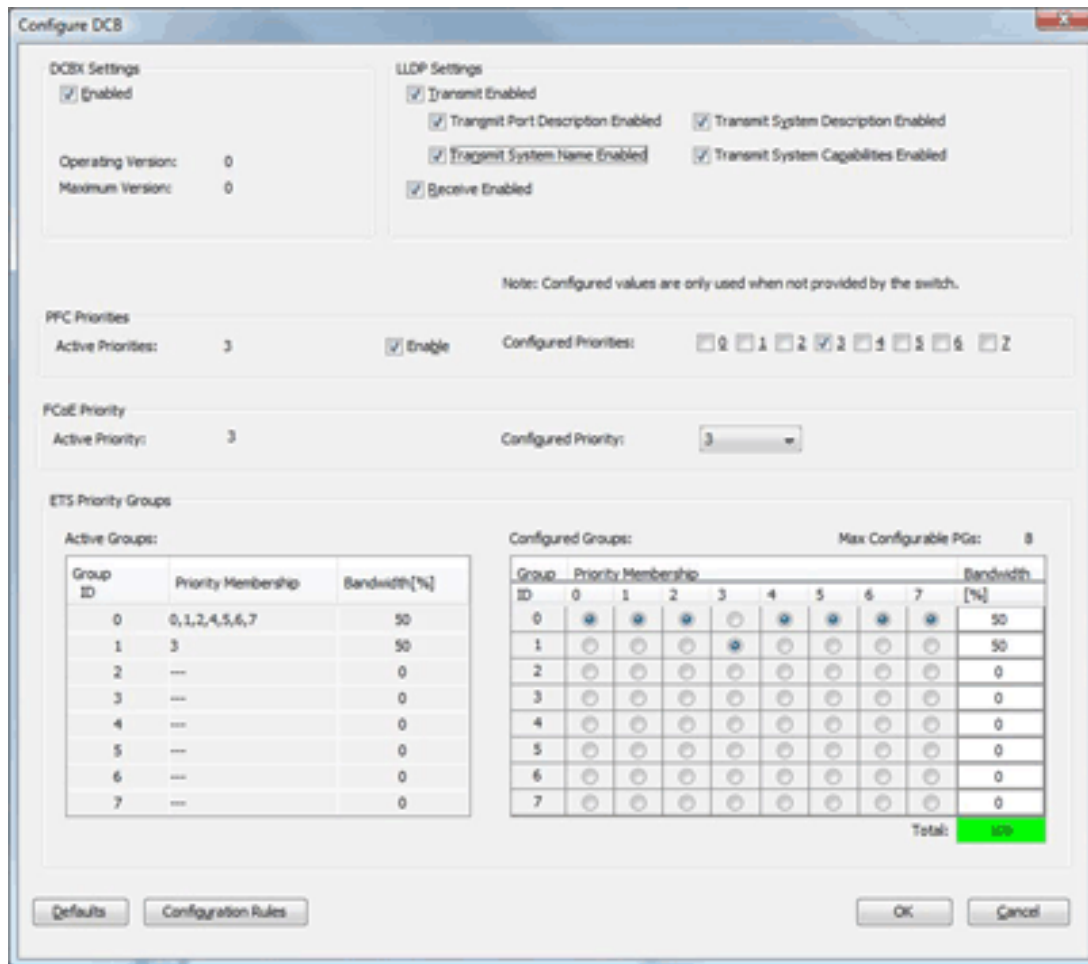 Configure DCB
DCBX Settings
Enabled
Operating Version: 0
Maximum Version: 0
LLDP Settings
Transmit Enabled
Transmit Port Description Enabled
Transmit System Description Enabled
Transmit System Name Enabled
Transmit System Capabilities Enabled
Receive Enabled
Note: Configured values are only used when not provided by the switch.
PFC Priorities
Active Priorities: 3
Enable
Configured Priorities: 0 1 2 3 4 5 6 7
FCoE Priority
Active Priority: 3
Configured Priority: 3
ETS Priority Groups
Active Groups:
Group ID Priority Membership Bandwidth[%]
0 0,1,2,4,5,6,7 50
1 3 50
2 --- 0
3 --- 0
4 --- 0
5 --- 0
6 --- 0
7 --- 0
Configured Groups: Max Configurable PGs: 8
Group Priority Membership Bandwidth
ID 0 1 2 3 4 5 6 7 [%]
0 50
1 50
2 0
3 0
4 0
5 0
6 0
7 0
Total: 100
Defaults
Configuration Rules
OK
Cancel